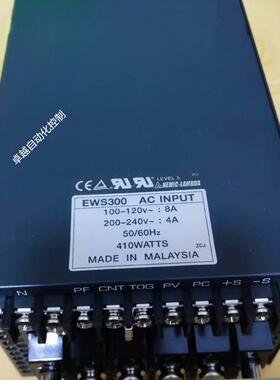 卓越自动化控制
LEVEL 5
NEMIC-LAMBDA
EWS300 AC INPUT
100-120v~ : 8A
200-240v~ : 4A
50/60Hz
410WATTS
ZCJ
MADE IN MALAYSIA
N PF CNT TOG PV PC +S -S